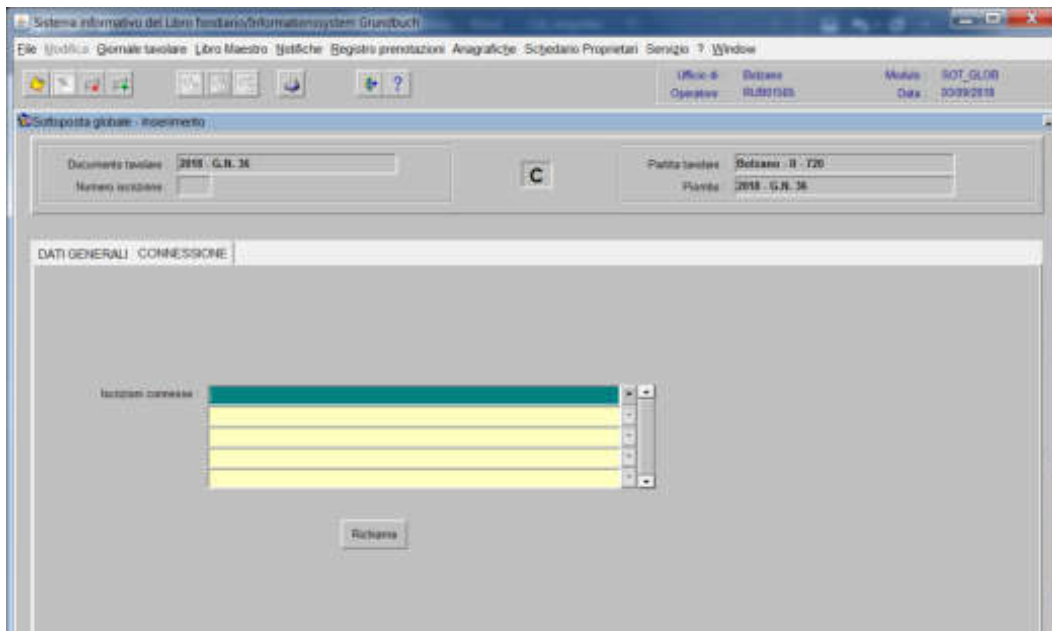 Sistema informativo del Libro fondiario/Informationssystem Grundbuch
File Modifica Giornale tavolare Libro Maestro Notifiche Registro prenotazioni Anagrafiche Schedario Proprietari Servizio ? Window
Ufficio di Bolzano Modulo SOT_GLOB
Operatore Data
Sottoposta globale - Inserimento
Documento tavolare 2018 - G.N. 36 C Partita tavolare Bolzano - II - 720
Numero iscrizione Piombo 2018 - G.N. 36
DATI GENERALI CONNESSIONE
Iscrizioni connesse
Richiama